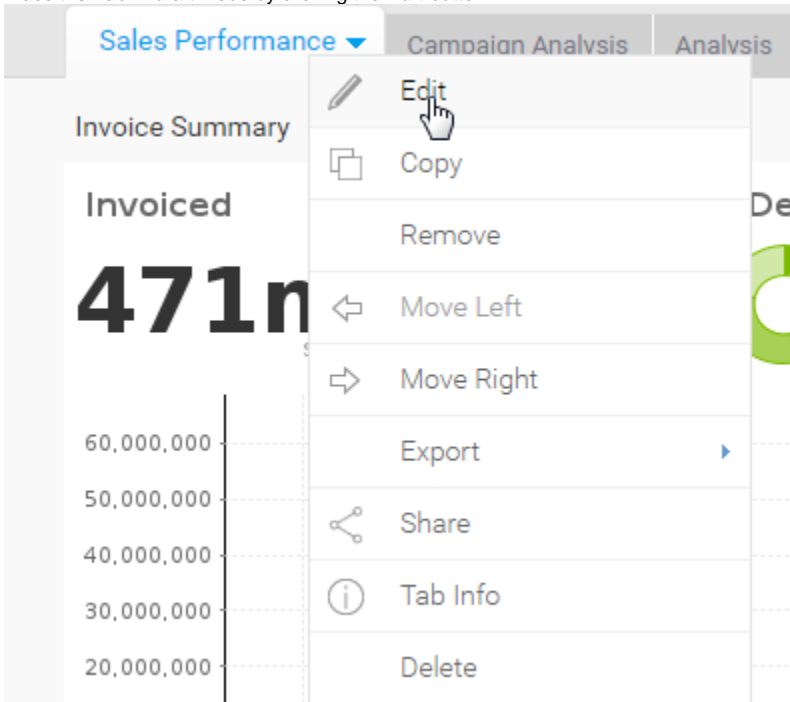 Sales Performance Campaign Analysis Analysis
Edit
Invoice Summary
Copy
Invoiced
Remove
471
Move Left
Move Right
60,000,000
Export
50,000,000
Share
40,000,000
Tab Info
30,000,000
Delete
20,000,000